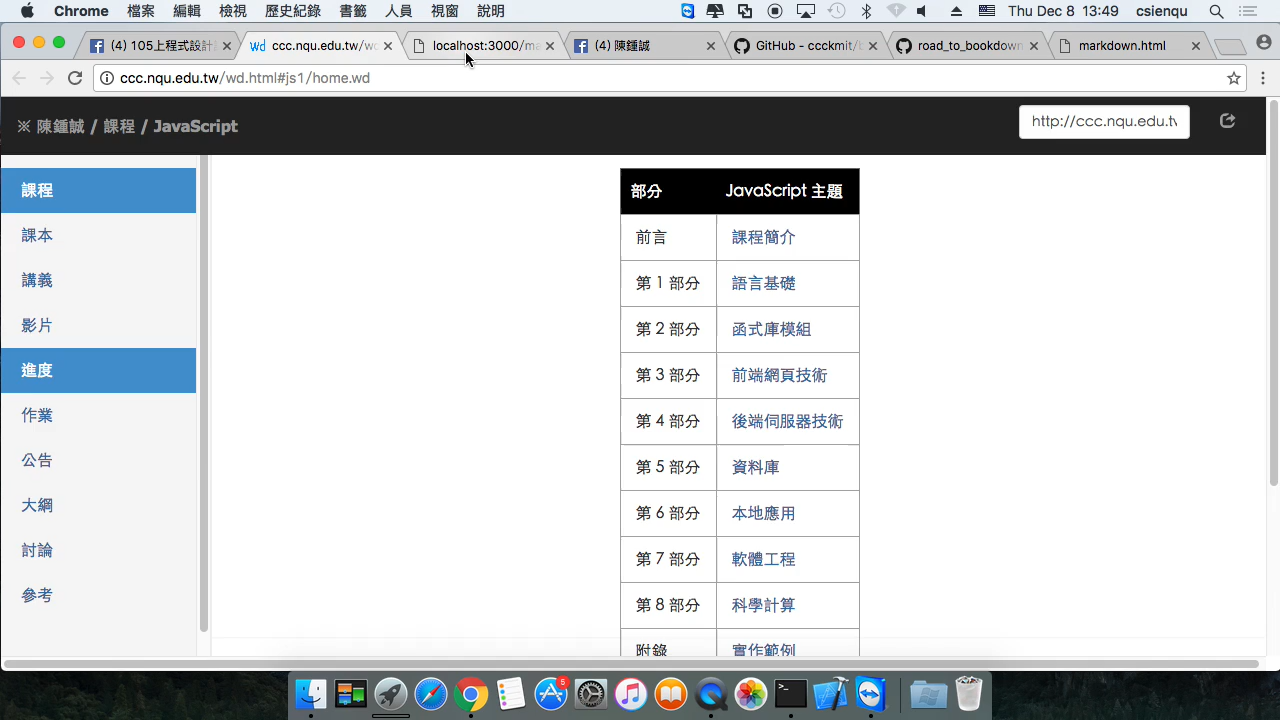 Chrome 檔案 編輯 檢視 歷史紀錄 書籤 人員 視窗 說明 Thu Dec 8 13:49 csienqu
(4) 105上程式設計 ccc.nqu.edu.tw/wd localhost:3000/ma (4) 陳鍾誠 GitHub - ccckmit/b road_to_bookdown markdown.html
ccc.nqu.edu.tw/wd.html#js1/home.wd
※ 陳鍾誠 / 課程 / JavaScript http://ccc.nqu.edu.tv
課程
課本
講義
影片
進度
作業
公告
大綱
討論
參考
部分 JavaScript 主題
前言 課程簡介
第 1 部分 語言基礎
第 2 部分 函式庫模組
第 3 部分 前端網頁技術
第 4 部分 後端伺服器技術
第 5 部分 資料庫
第 6 部分 本地應用
第 7 部分 軟體工程
第 8 部分 科學計算
附錄 實作範例
5